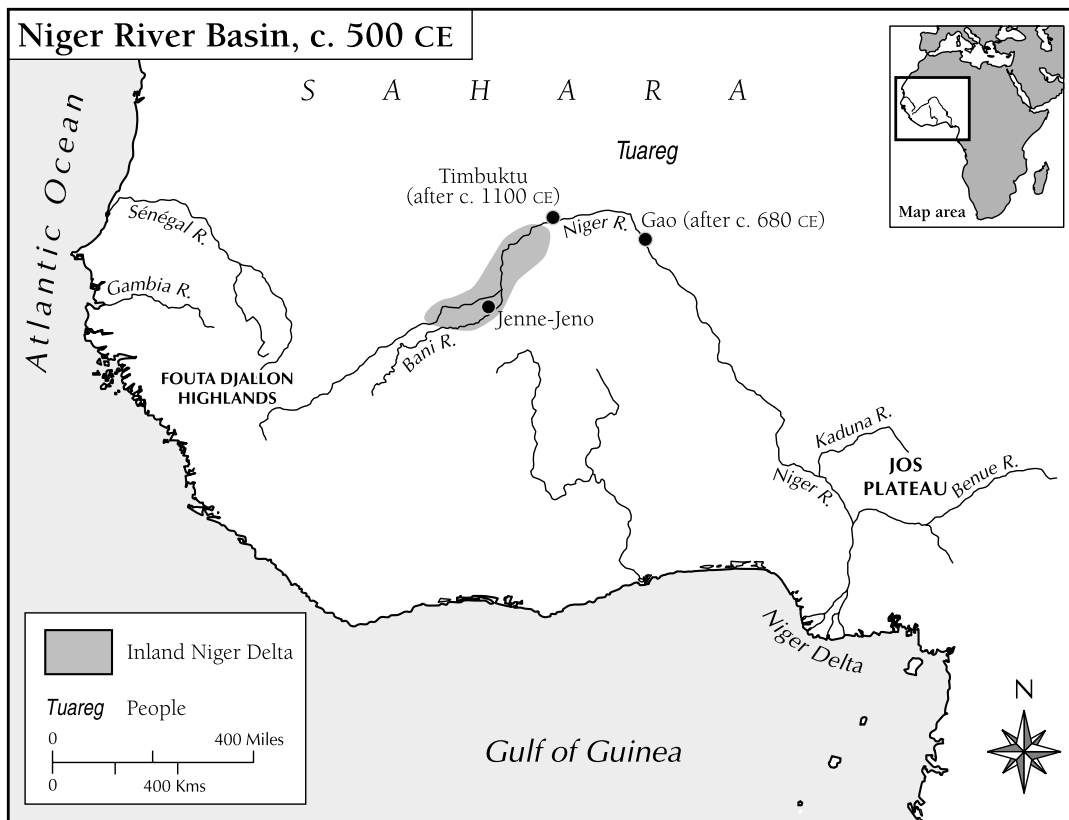 Niger River Basin, c. 500 CE
S A H A R A
Tuareg
Atlantic Ocean
Timbuktu
(after c. 1100 CE)
Niger R.
Gao (after c. 680 CE)
Map area
Sénégal R.
Gambia R.
Jenne-Jeno
Bani R.
FOUTA DJALLON
HIGHLANDS
Kaduna R.
JOS
PLATEAU
Niger R.
Benue R.
Niger Delta
Gulf of Guinea
N
Inland Niger Delta
Tuareg People
0 400 Miles
0 400 Kms